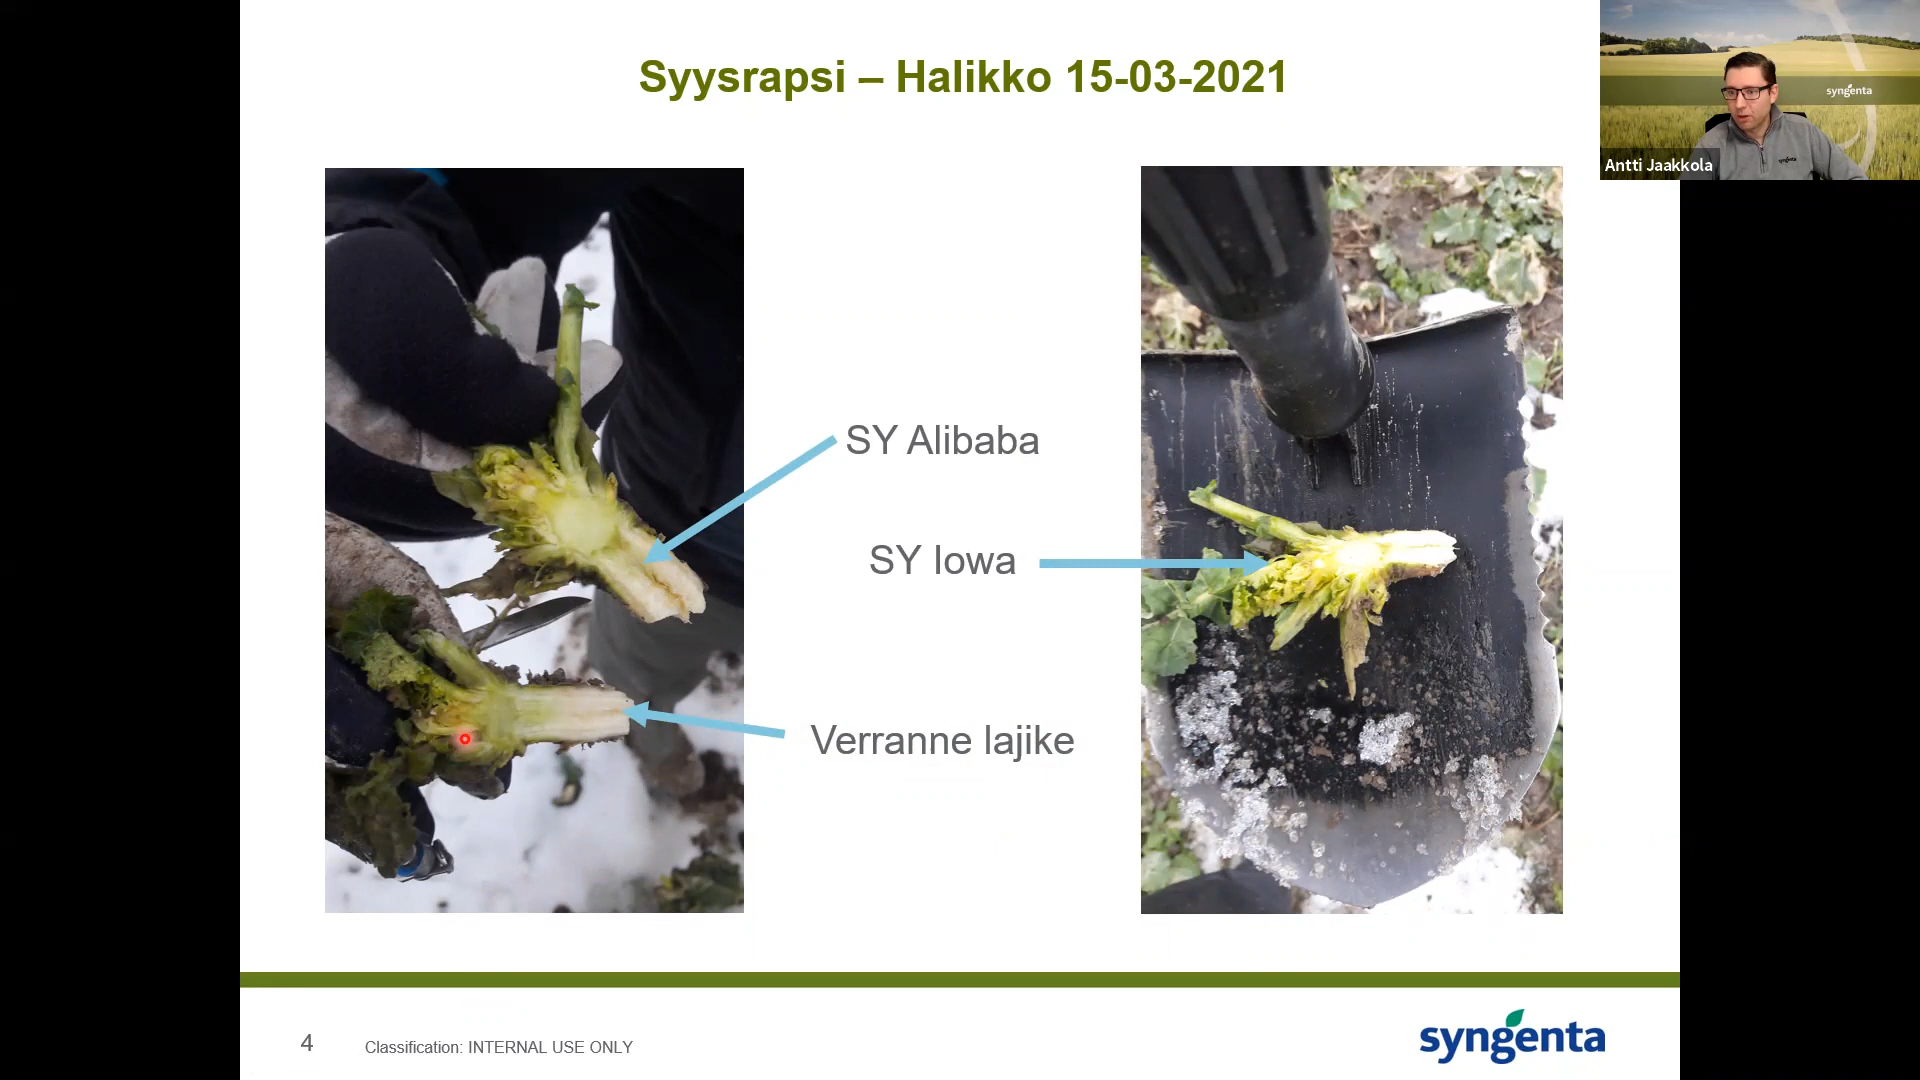 Syysrapsi – Halikko 15-03-2021
syngenta
syngenta
Antti Jaakkola
SY Alibaba
SY Iowa
Verranne lajike
4
Classification: INTERNAL USE ONLY
syngenta